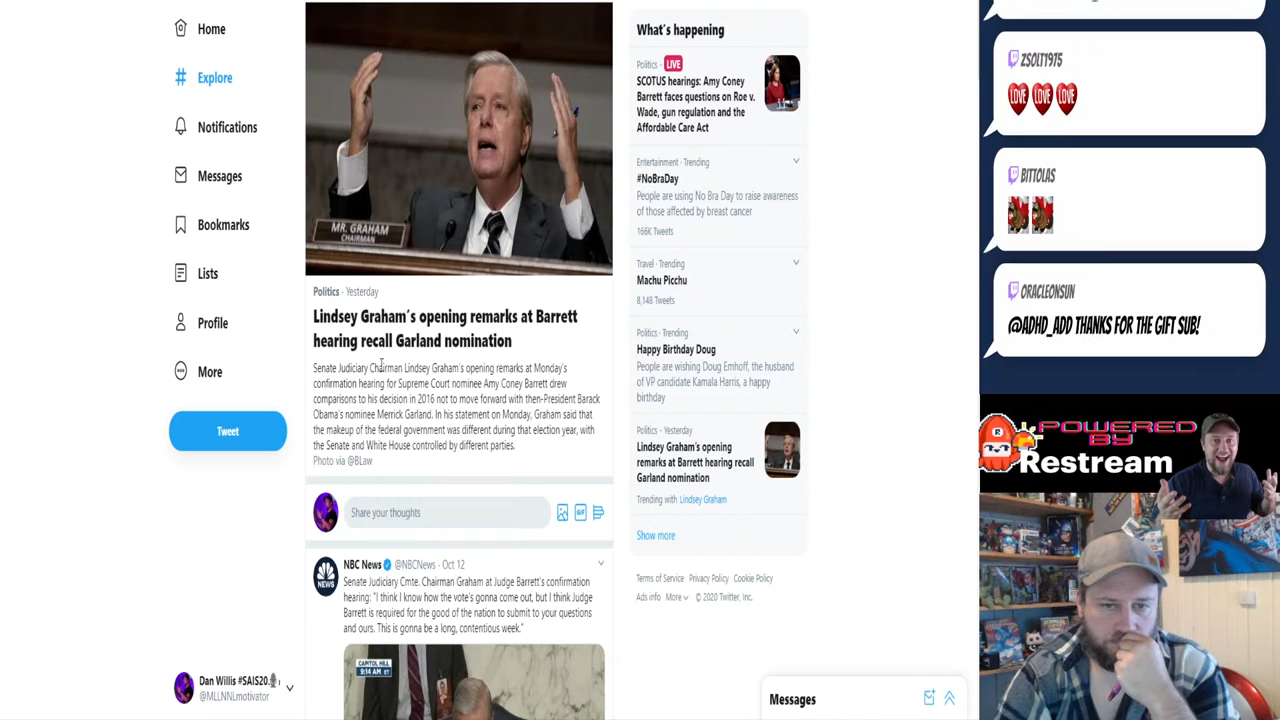 Home
Explore
Notifications
Messages
Bookmarks
Lists
Profile
More
Tweet
Dan Willis #SAIS20.
@MLLNNLmotivator
MR. GRAHAM
CHAIRMAN
Politics · Yesterday
Lindsey Graham's opening remarks at Barrett
hearing recall Garland nomination
Senate Judiciary Chairman Lindsey Graham's opening remarks at Monday's
confirmation hearing for Supreme Court nominee Amy Coney Barrett drew
comparisons to his decision in 2016 not to move forward with then-President Barack
Obama's nominee Merrick Garland. In his statement on Monday, Graham said that
the makeup of the federal government was different during that election year, with
the Senate and White House controlled by different parties.
Photo via @BLaw
Share your thoughts
GIF
NBC News @NBCNews · Oct 12
NEWS
Senate Judiciary Cmte. Chairman Graham at Judge Barrett's confirmation
hearing: "I think I know how the vote's gonna come out, but I think Judge
Barrett is required for the good of the nation to submit to your questions
and ours. This is gonna be a long, contentious week."
CAPITOL HILL
9:14 AM ET
What's happening
Politics · LIVE
SCOTUS hearings: Amy Coney
Barrett faces questions on Roe v.
Wade, gun regulation and the
Affordable Care Act
Entertainment · Trending
#NoBraDay
People are using No Bra Day to raise awareness
of those affected by breast cancer
166K Tweets
Travel · Trending
Machu Picchu
8,148 Tweets
Politics · Trending
Happy Birthday Doug
People are wishing Doug Emhoff, the husband
of VP candidate Kamala Harris, a happy
birthday
Politics · Yesterday
Lindsey Graham's opening
remarks at Barrett hearing recall
Garland nomination
Trending with Lindsey Graham
Show more
Terms of Service Privacy Policy Cookie Policy
Ads info More © 2020 Twitter, Inc.
Messages
ZSOLT1975
LOVE LOVE LOVE
BITTOLAS
ORACLEONSUN
@ADHD_ADD THANKS FOR THE GIFT SUB!
POWERED
BY
Restream